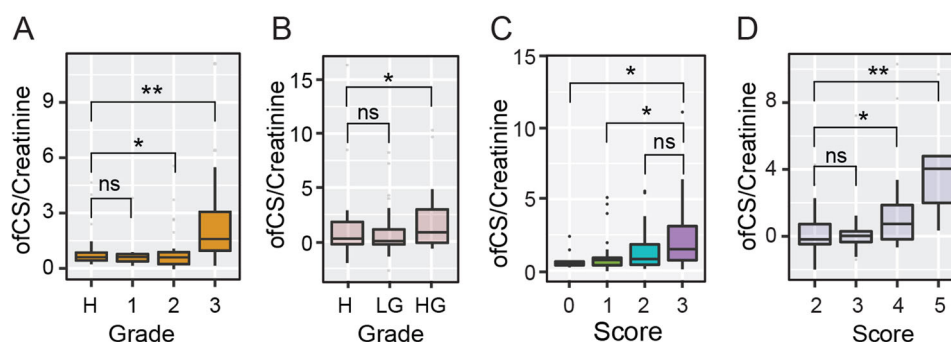 A
ofCS/Creatinine
9
6
3
0
**
*
ns
H 1 2 3
Grade
B
ofCS/Creatinine
15
10
5
0
*
ns
H LG HG
Grade
C
ofCS/Creatinine
15
10
5
0
*
*
ns
0 1 2 3
Score
D
ofCS/Creatinine
8
4
0
**
*
ns
2 3 4 5
Score